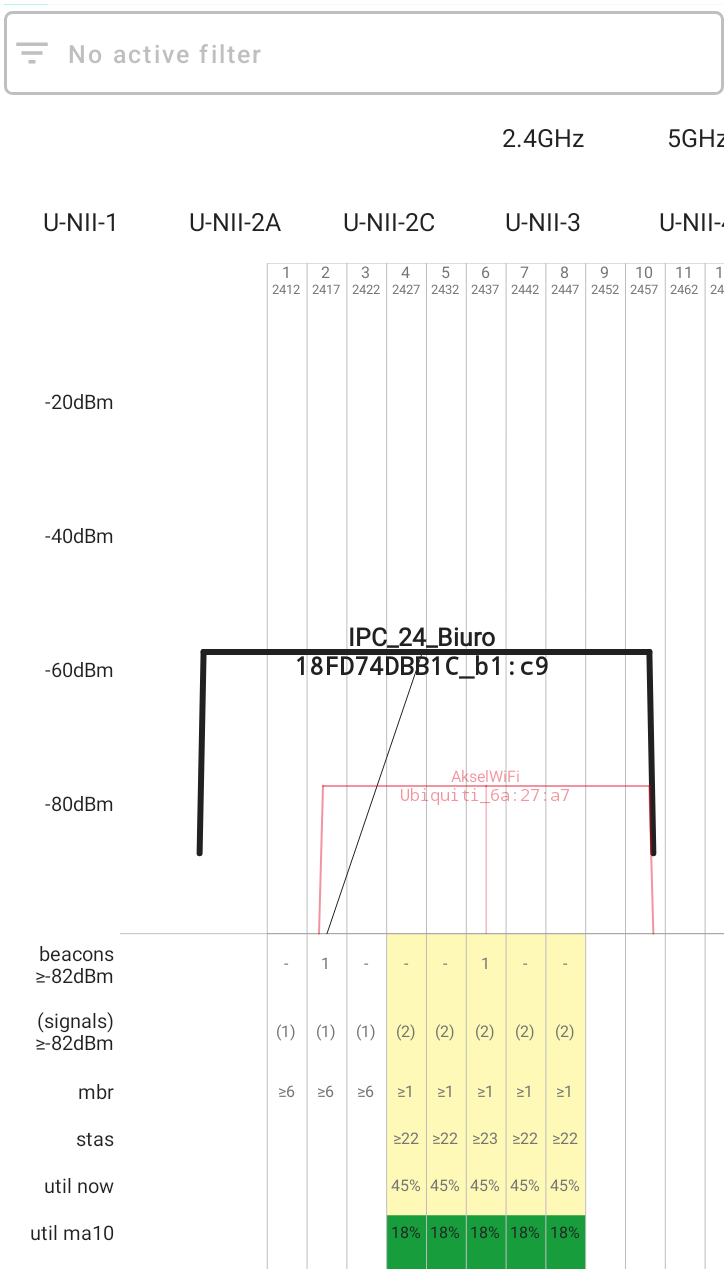 No active filter
2.4GHz 5GHz
U-NII-1 U-NII-2A U-NII-2C U-NII-3 U-NII-4
1 2 3 4 5 6 7 8 9 10 11
2412 2417 2422 2427 2432 2437 2442 2447 2452 2457 2462
-20dBm
-40dBm
IPC_24_Biuro
18FD74DBB1C_b1:c9
-60dBm
AkselWiFi
Ubiquiti_6a:27:a7
-80dBm
beacons
≥-82dBm
- 1 - - - 1 - -
(signals)
≥-82dBm
(1) (1) (1) (2) (2) (2) (2) (2)
mbr ≥6 ≥6 ≥6 ≥1 ≥1 ≥1 ≥1 ≥1
stas ≥22 ≥22 ≥23 ≥22 ≥22
util now 45% 45% 45% 45% 45%
util ma10 18% 18% 18% 18% 18%